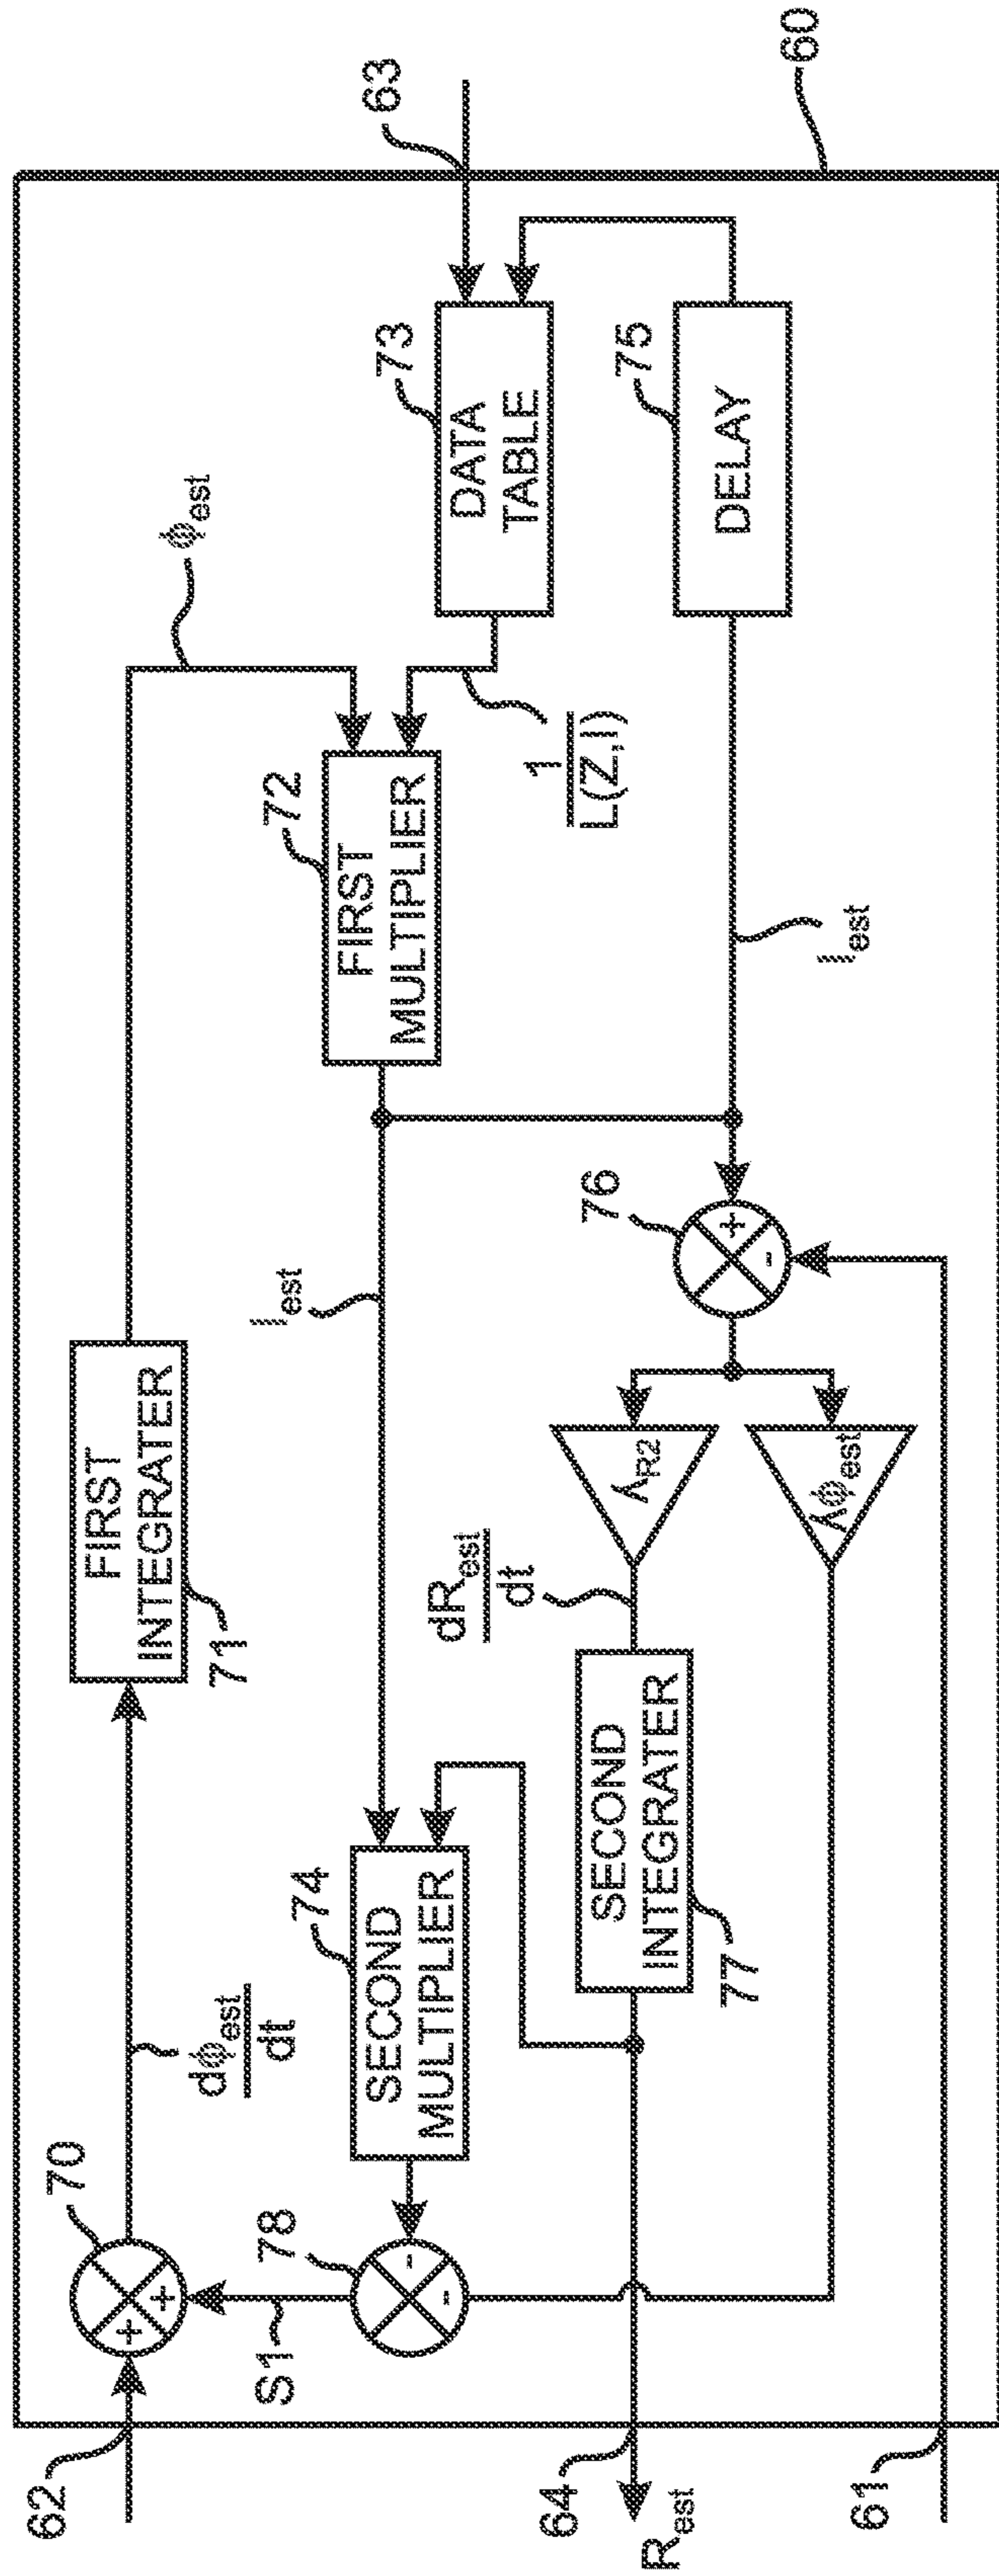 62
70
dϕest
dt
71
FIRST
INTEGRATER
ϕest
63
60
+
+
S1
78
-
-
74
SECOND
MULTIPLIER
Iest
72
FIRST
MULTIPLIER
1
L(Z,I)
73
DATA
TABLE
64
Rest
77
SECOND
INTEGRATER
dRest
dt
λR2
λϕest
76
+
-
Iest
75
DELAY
61